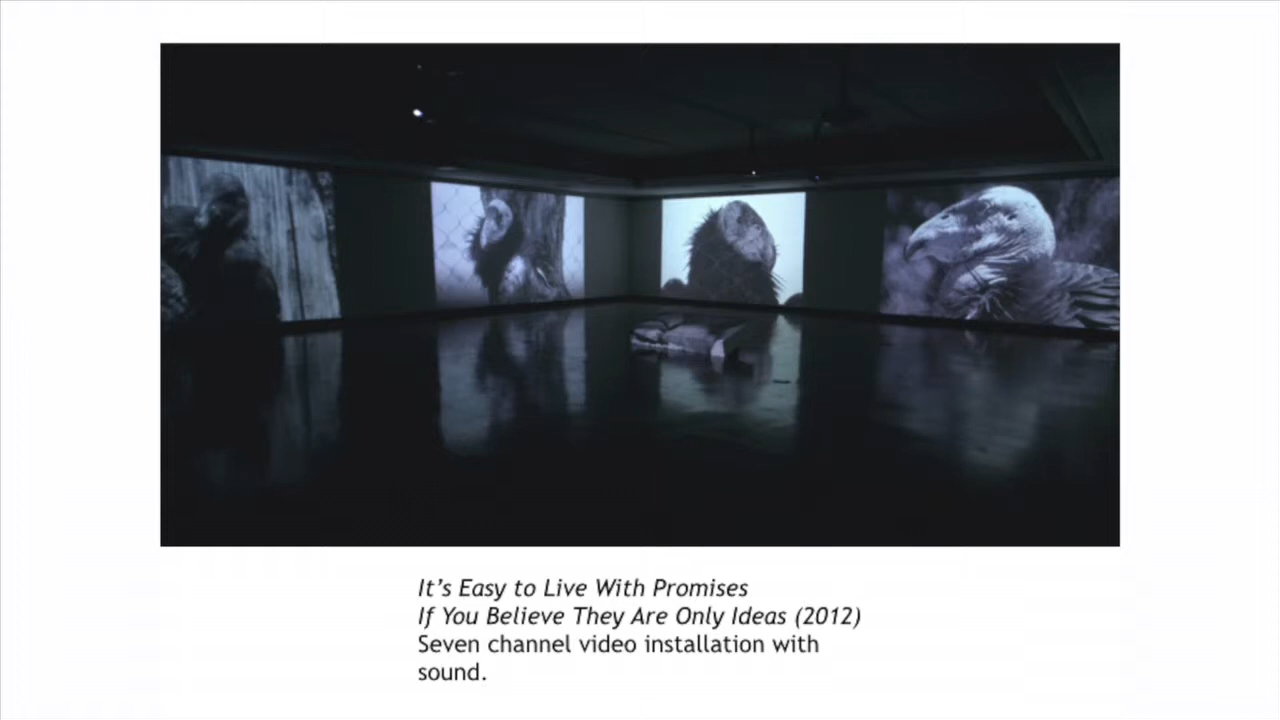 It’s Easy to Live With Promises
If You Believe They Are Only Ideas (2012)
Seven channel video installation with
sound.